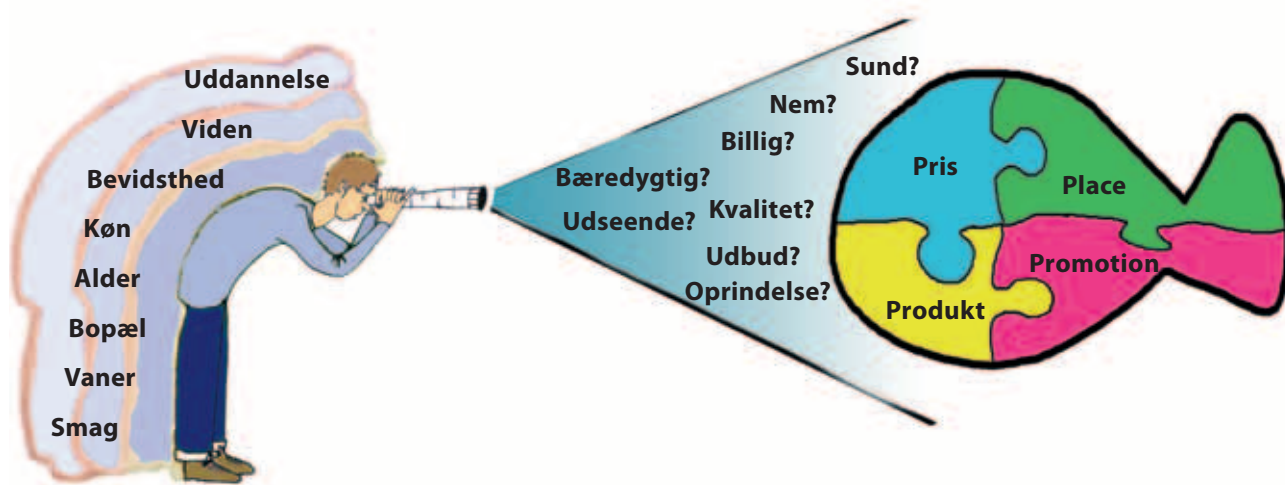 Uddannelse
Viden
Bevidsthed
Køn
Alder
Bopæl
Vaner
Smag
Sund?
Nem?
Billig?
Bæredygtig?
Kvalitet?
Udseende?
Udbud?
Oprindelse?
Pris
Place
Promotion
Produkt